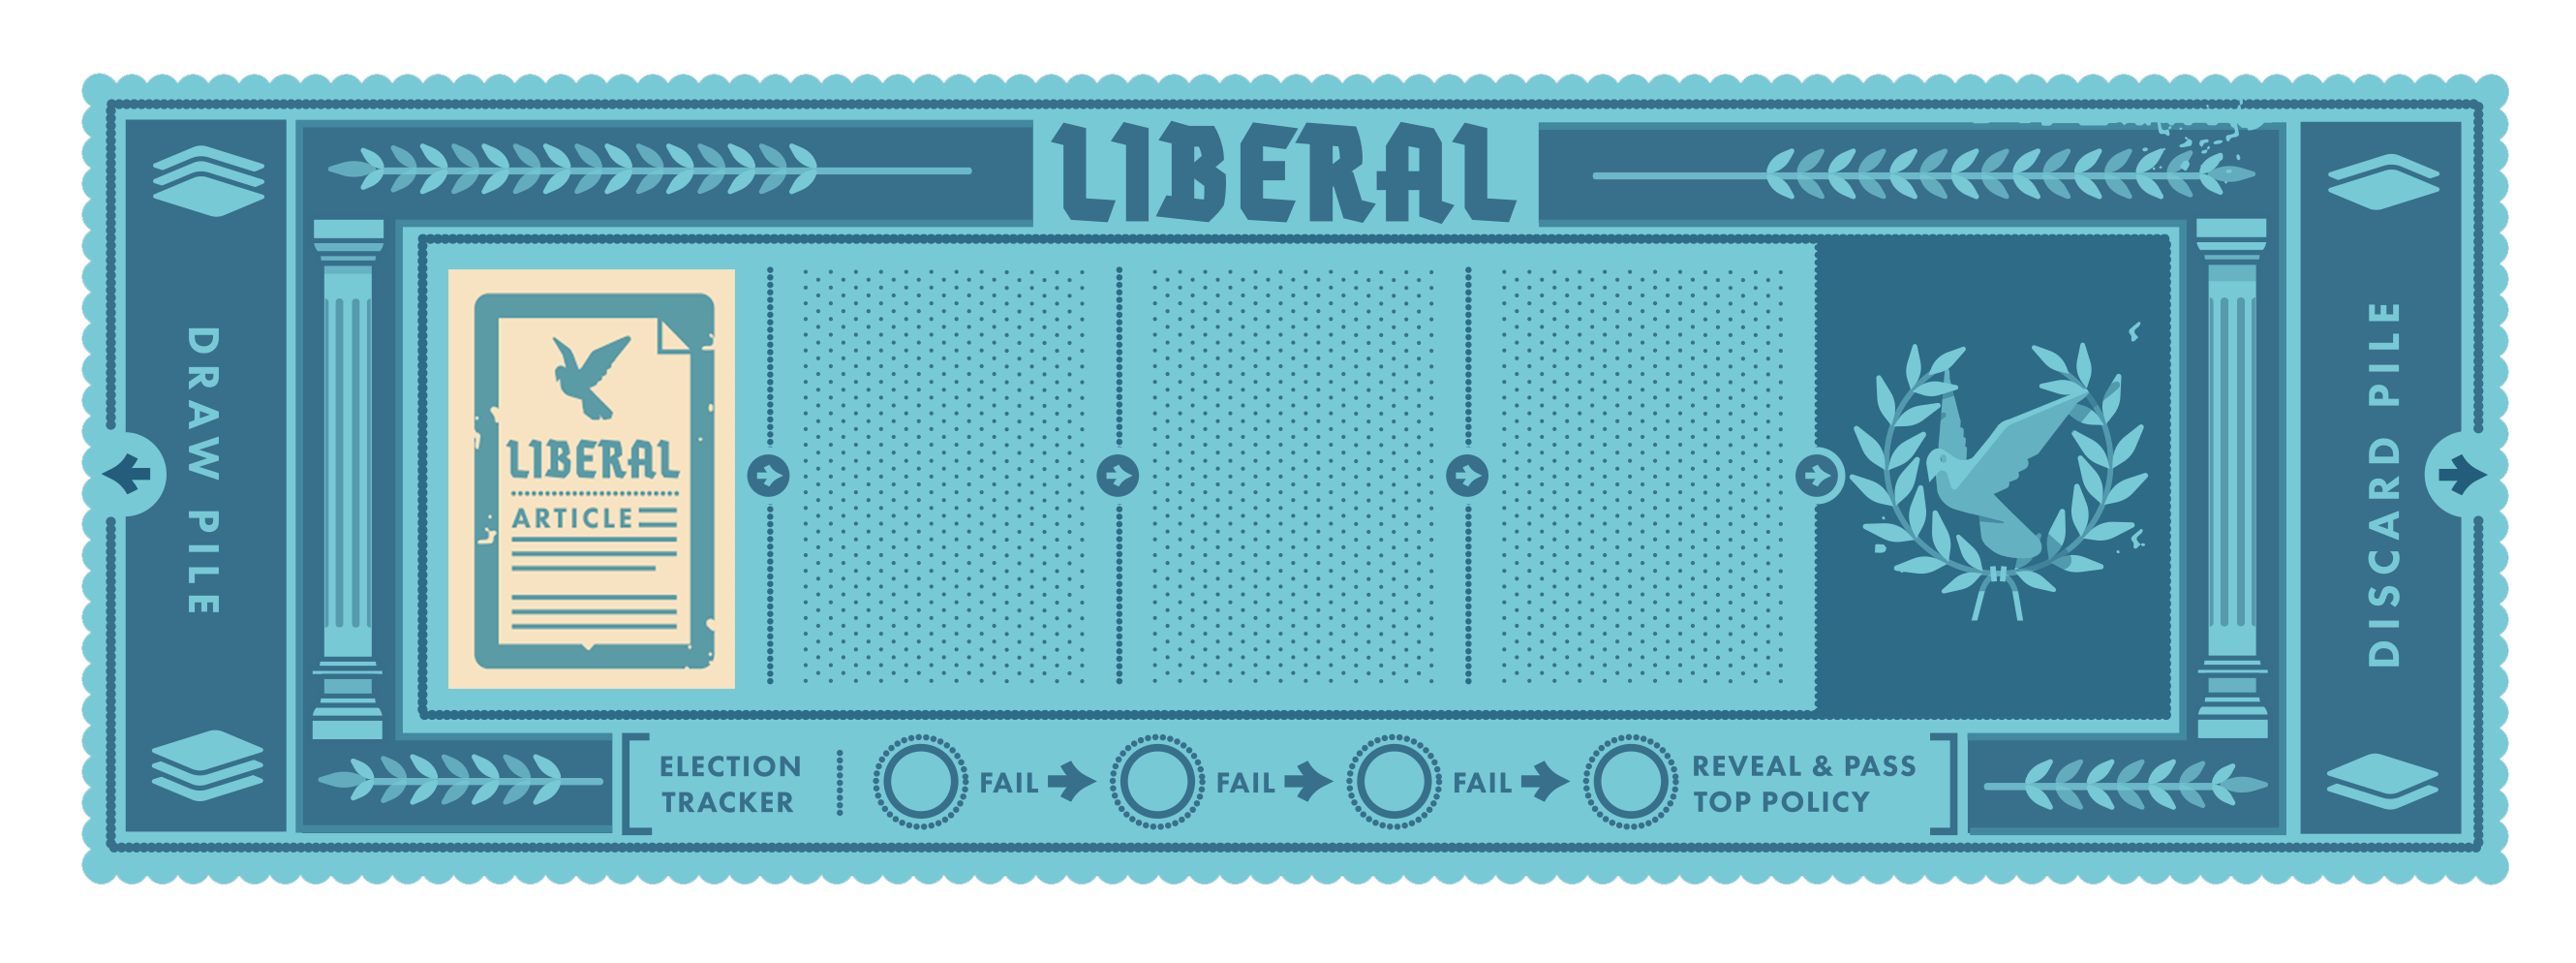 LIBERAL
DRAW PILE
LIBERAL
ARTICLE
DISCARD PILE
ELECTION
TRACKER
FAIL
FAIL
FAIL
REVEAL & PASS
TOP POLICY